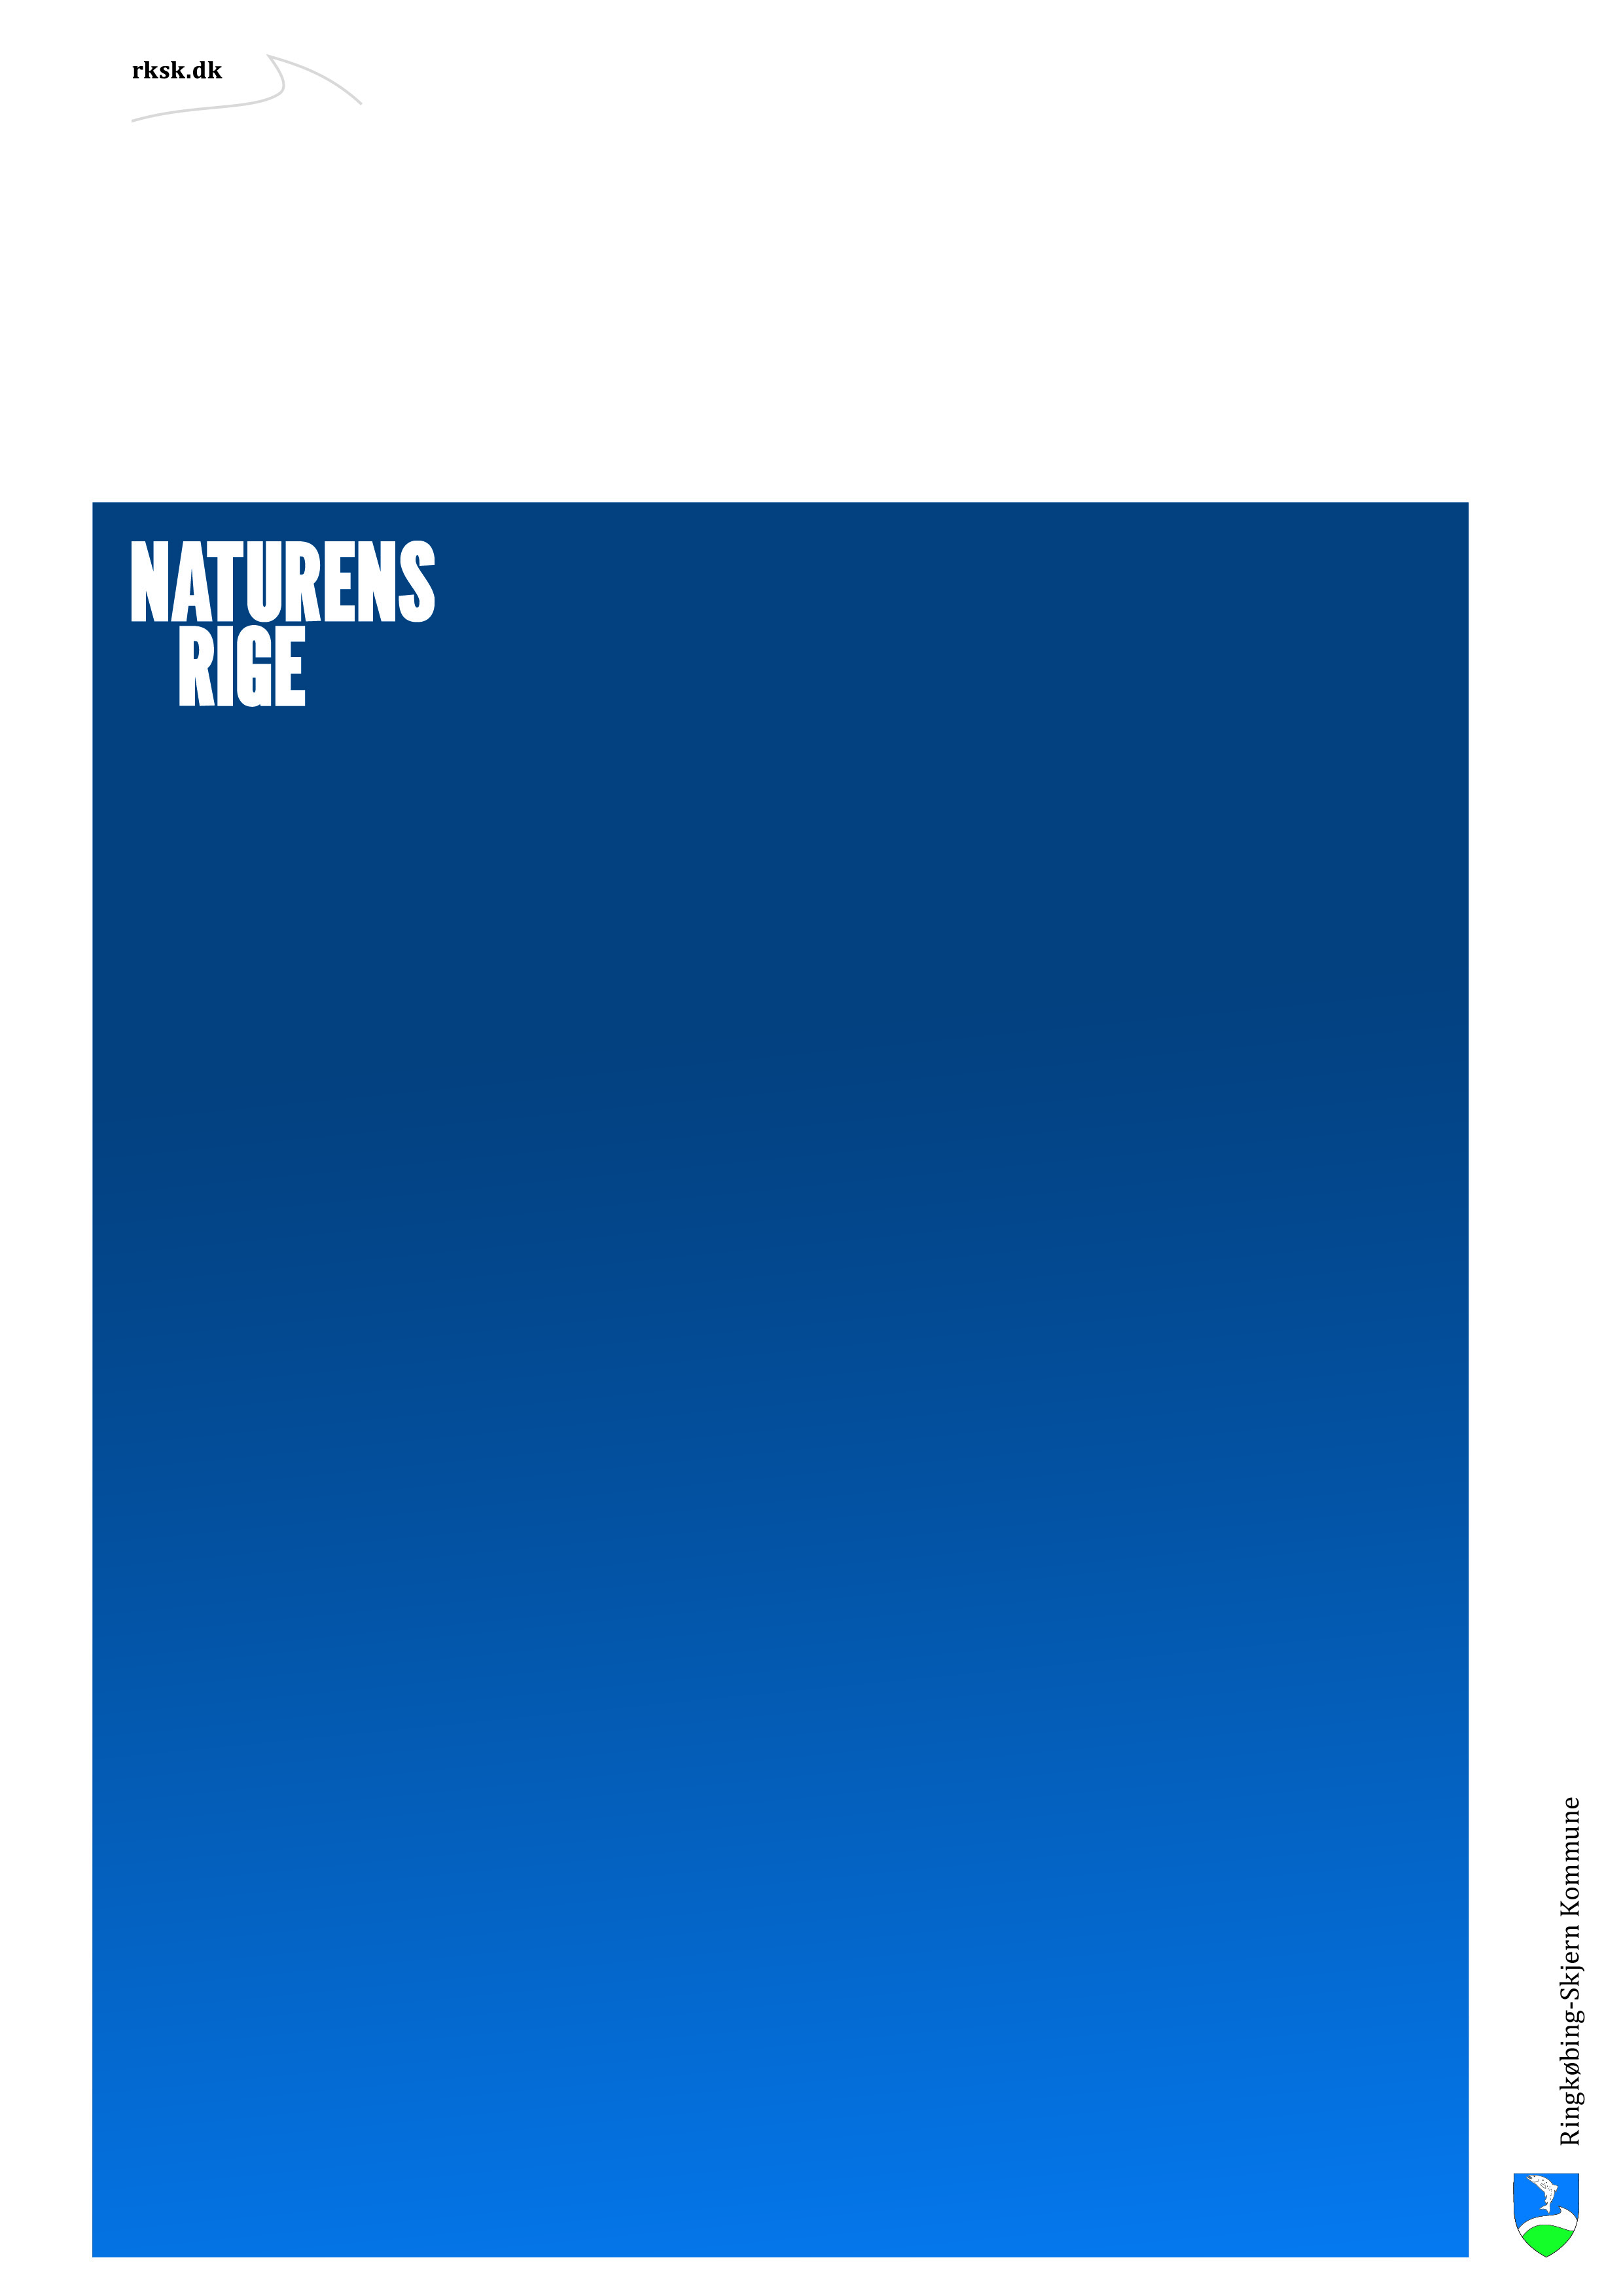 rksk.dk
NATURENS
RIGE
Ringkøbing-Skjern Kommune